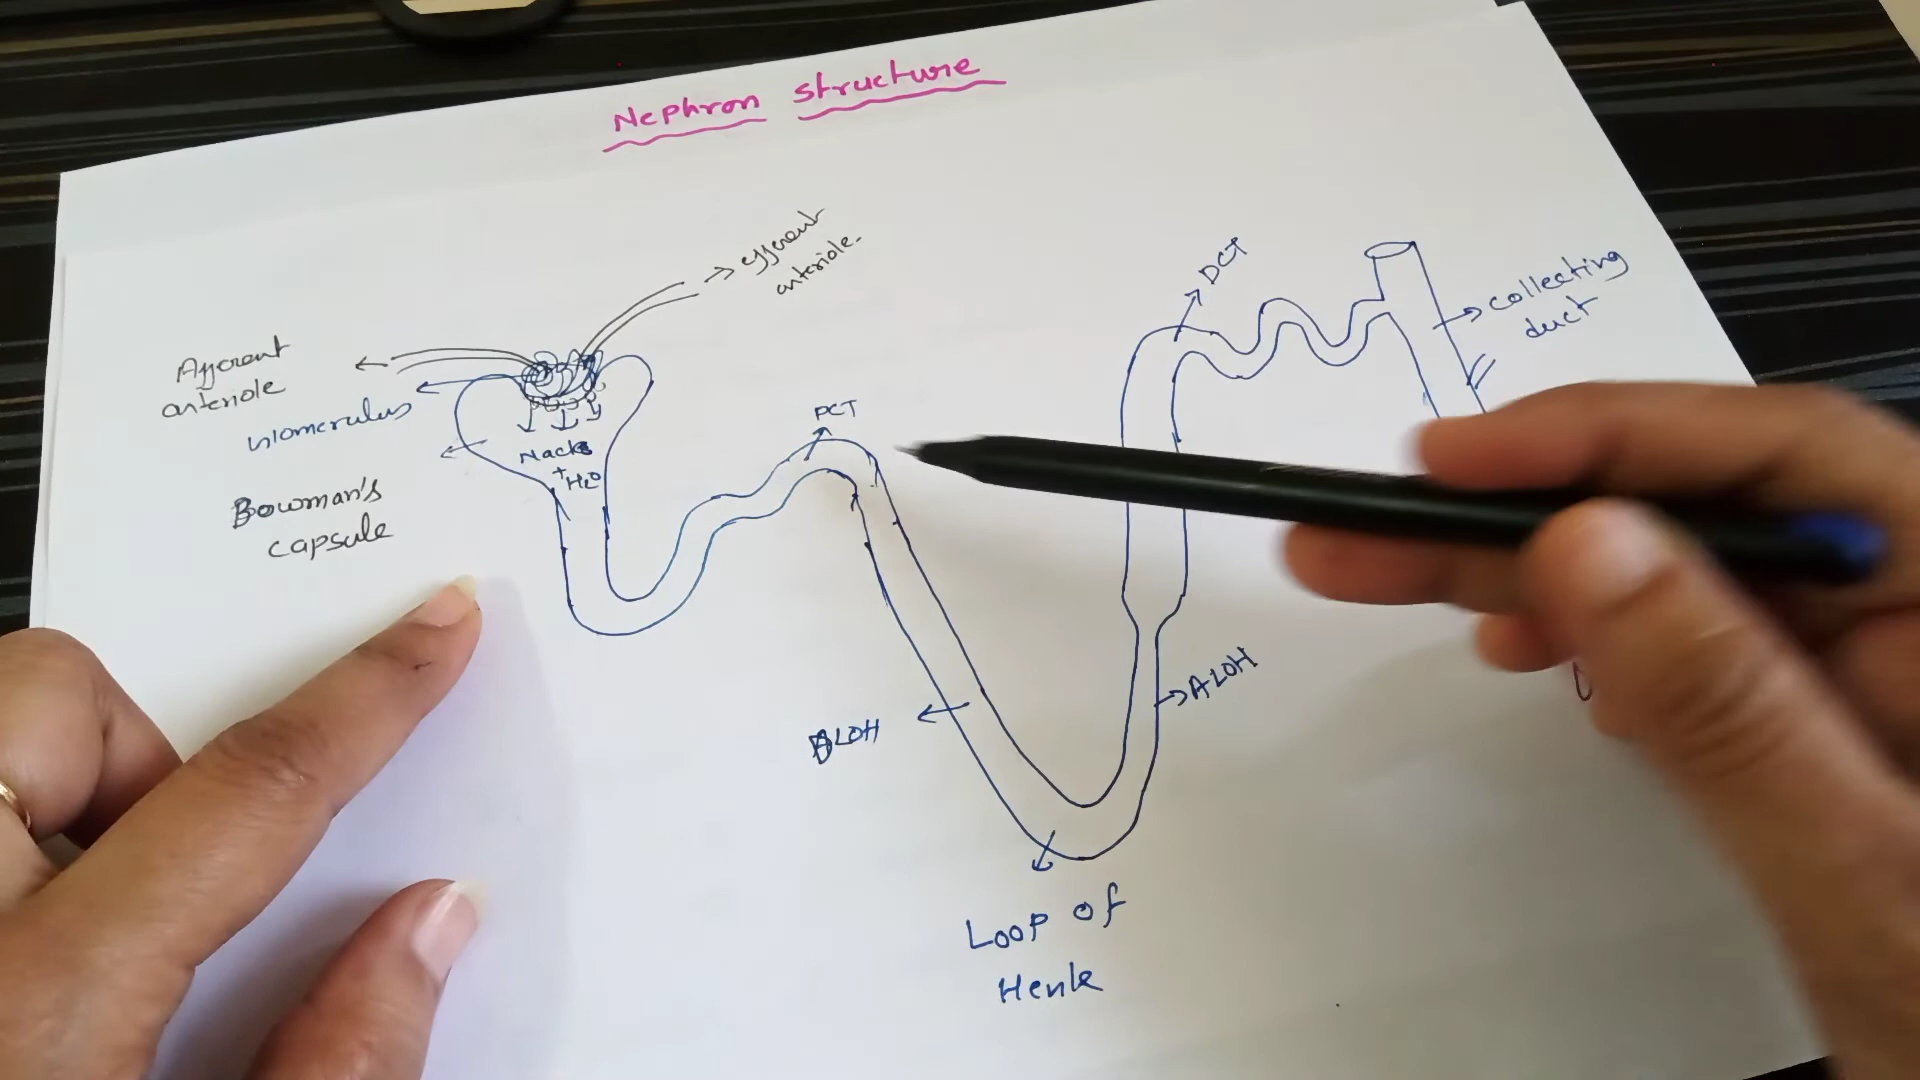 Nephron structure
efferent
arteriole.
Afferent
arteriole
Glomerulus
Bowman's
capsule
Nacl
+H2O
PCT
DLOH
Loop of
Henle
ALOH
DCT
collecting
duct